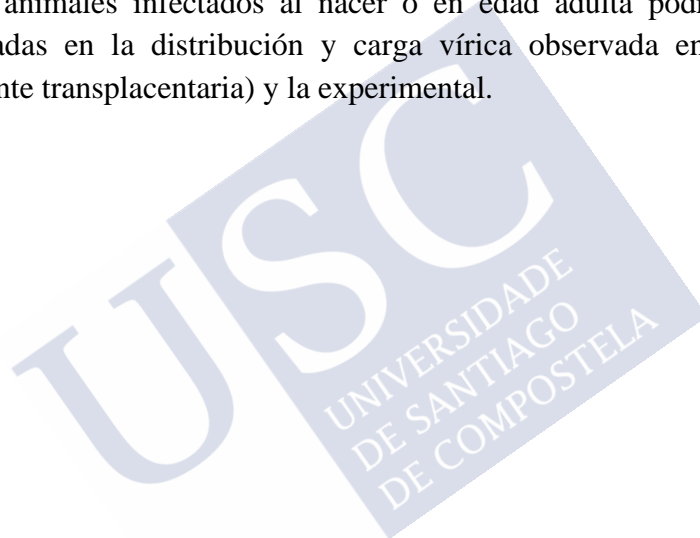 animales infectados al nacer o en edad adulta podr
adas en la distribución y carga vírica observada en
nte transplacentaria) y la experimental.
USC
UNIVERSIDADE
DE SANTIAGO
DE COMPOSTELA